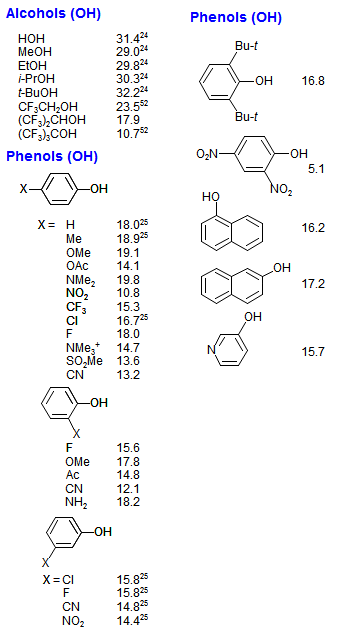 Alcohols (OH)
HOH 31.4²⁴
MeOH 29.0²⁴
EtOH 29.8²⁴
i-PrOH 30.3²⁴
t-BuOH 32.2²⁴
CF₃CH₂OH 23.5⁵²
(CF₃)₂CHOH 17.9
(CF₃)₃COH 10.7⁵²
Phenols (OH)
X OH
X = H 18.0²⁵
Me 18.9²⁵
OMe 19.1
OAc 14.1
NMe₂ 19.8
NO₂ 10.8
CF₃ 15.3
Cl 16.7²⁵
F 18.0
NMe₃⁺ 14.7
SO₂Me 13.6
CN 13.2
OH
X
F 15.6
OMe 17.8
Ac 14.8
CN 12.1
NH₂ 18.2
OH
X
X = Cl 15.8²⁵
F 15.8²⁵
CN 14.8²⁵
NO₂ 14.4²⁵
Phenols (OH)
Bu-t
OH 16.8
Bu-t
O₂N OH
5.1
NO₂
HO
16.2
OH
17.2
OH
N 15.7